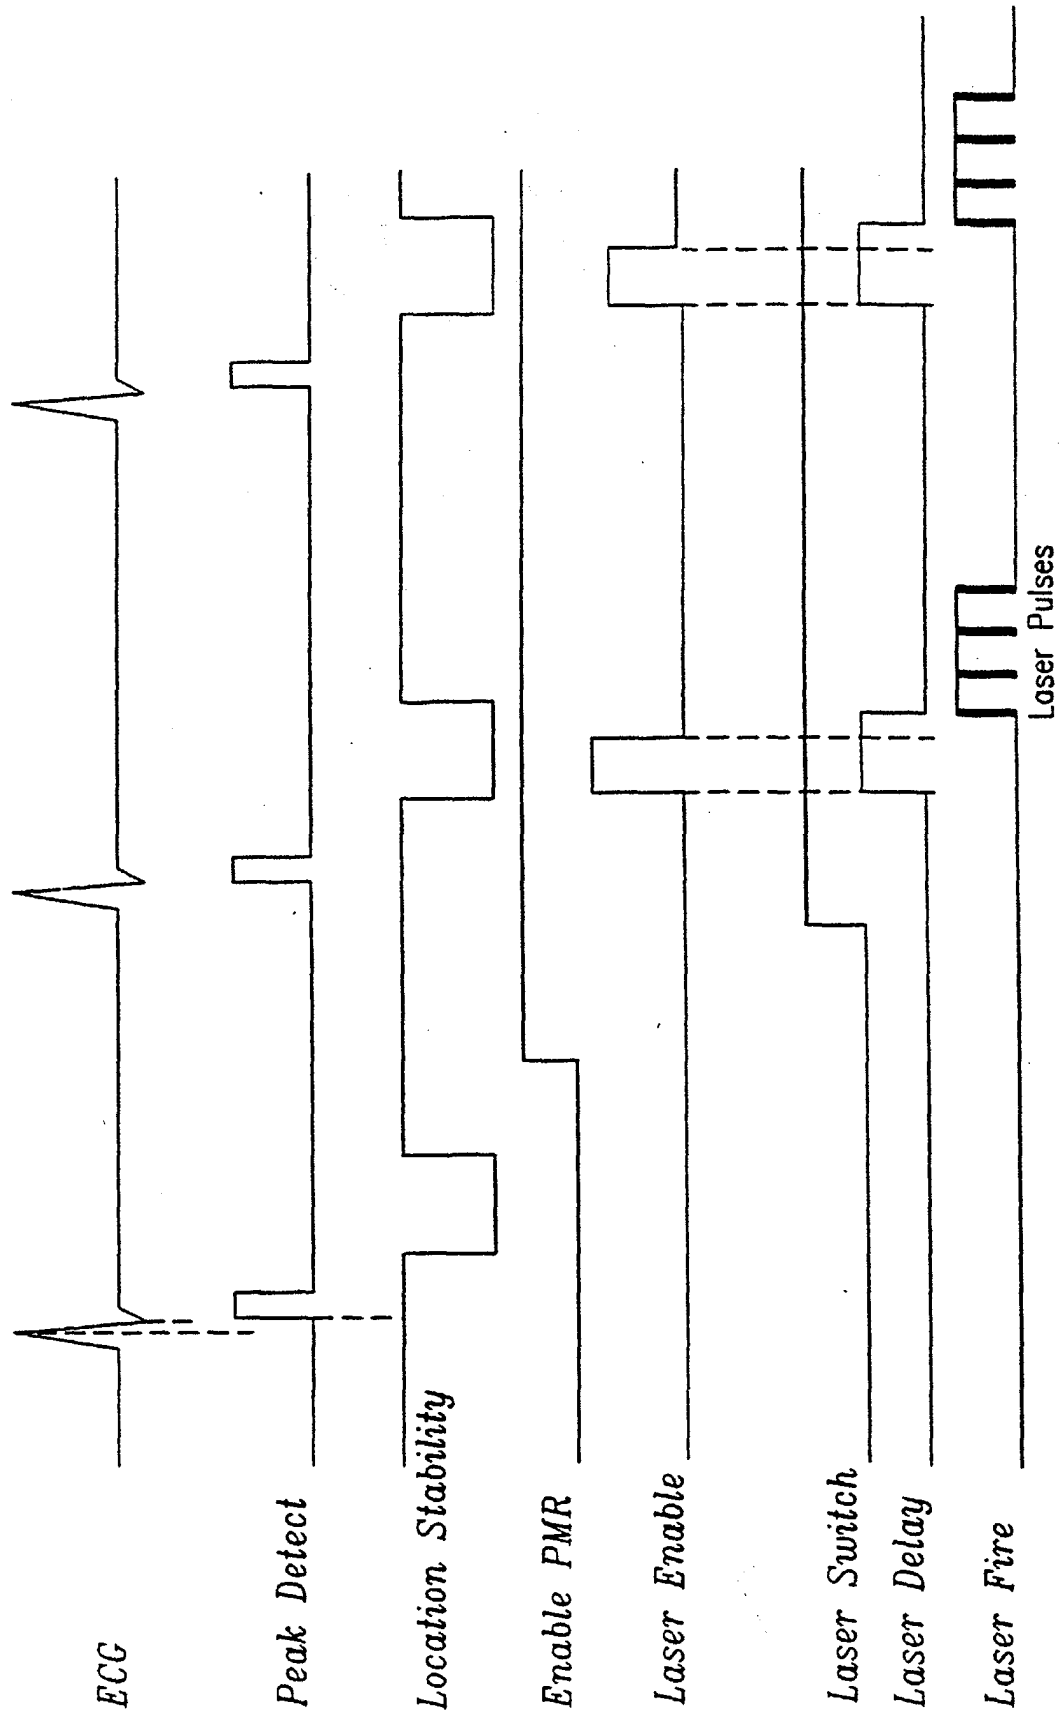 ECG
Peak Detect
Location Stability
Enable PMR
Laser Enable
Laser Switch
Laser Delay
Laser Fire
Laser Pulses